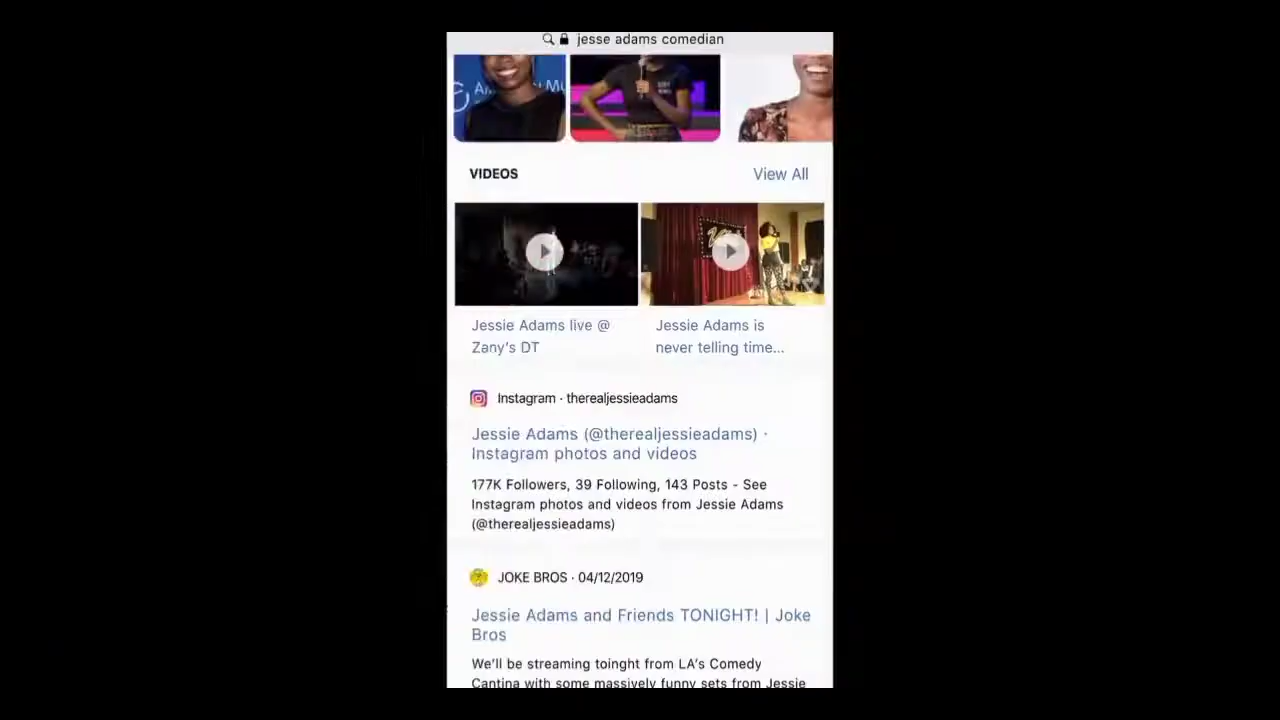 jesse adams comedian
VIDEOS
View All
Jessie Adams live @
Zany's DT
Jessie Adams is
never telling time...
Instagram · therealjessieadams
Jessie Adams (@therealjessieadams) ·
Instagram photos and videos
177K Followers, 39 Following, 143 Posts - See
Instagram photos and videos from Jessie Adams
(@therealjessieadams)
JOKE BROS · 04/12/2019
Jessie Adams and Friends TONIGHT! | Joke
Bros
We'll be streaming toinght from LA's Comedy
Cantina with some massively funny sets from Jessie